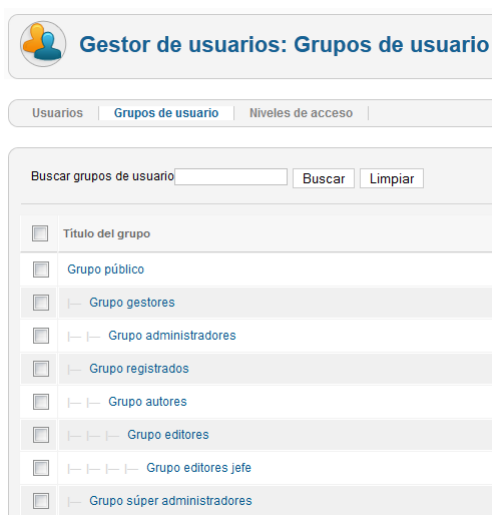 Gestor de usuarios: Grupos de usuario
Usuarios Grupos de usuario Niveles de acceso
Buscar grupos de usuario Buscar Limpiar
Título del grupo
Grupo público
|— Grupo gestores
|— |— Grupo administradores
|— Grupo registrados
|— |— Grupo autores
|— |— |— Grupo editores
|— |— |— |— Grupo editores jefe
|— Grupo súper administradores